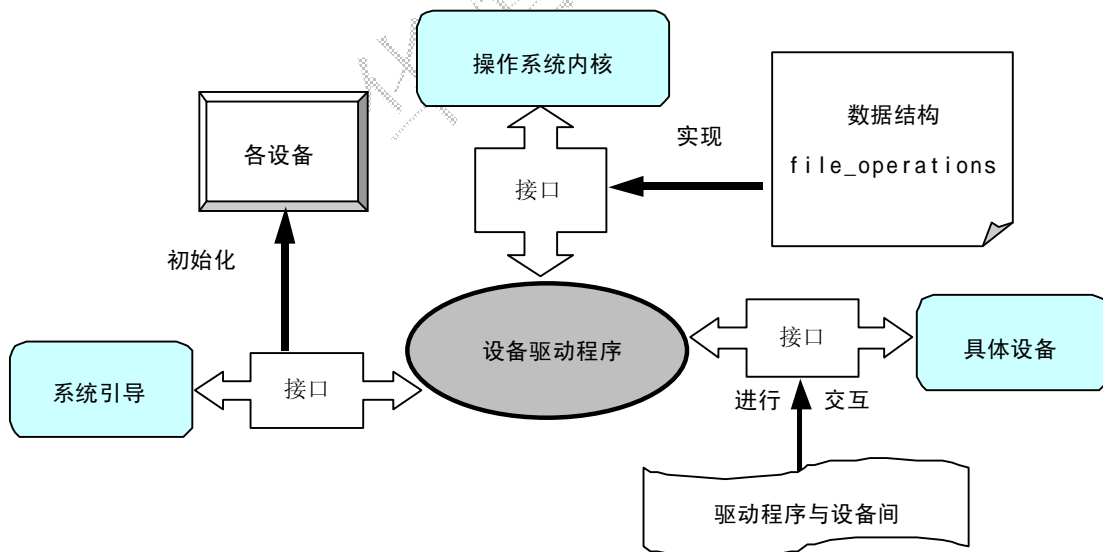 操作系统内核
数据结构
file_operations
各设备
实现
接口
初始化
设备驱动程序
接口
具体设备
系统引导
接口
进行
交互
驱动程序与设备间